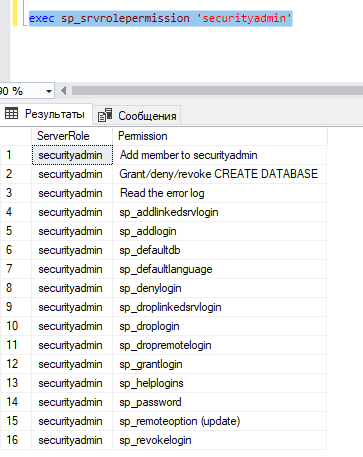 exec sp_srvrolepermission 'securityadmin'
90 %
Результаты Сообщения
ServerRole Permission
1 securityadmin Add member to securityadmin
2 securityadmin Grant/deny/revoke CREATE DATABASE
3 securityadmin Read the error log
4 securityadmin sp_addlinkedsrvlogin
5 securityadmin sp_addlogin
6 securityadmin sp_defaultdb
7 securityadmin sp_defaultlanguage
8 securityadmin sp_denylogin
9 securityadmin sp_droplinkedsrvlogin
10 securityadmin sp_droplogin
11 securityadmin sp_dropremotelogin
12 securityadmin sp_grantlogin
13 securityadmin sp_helplogins
14 securityadmin sp_password
15 securityadmin sp_remoteoption (update)
16 securityadmin sp_revokelogin